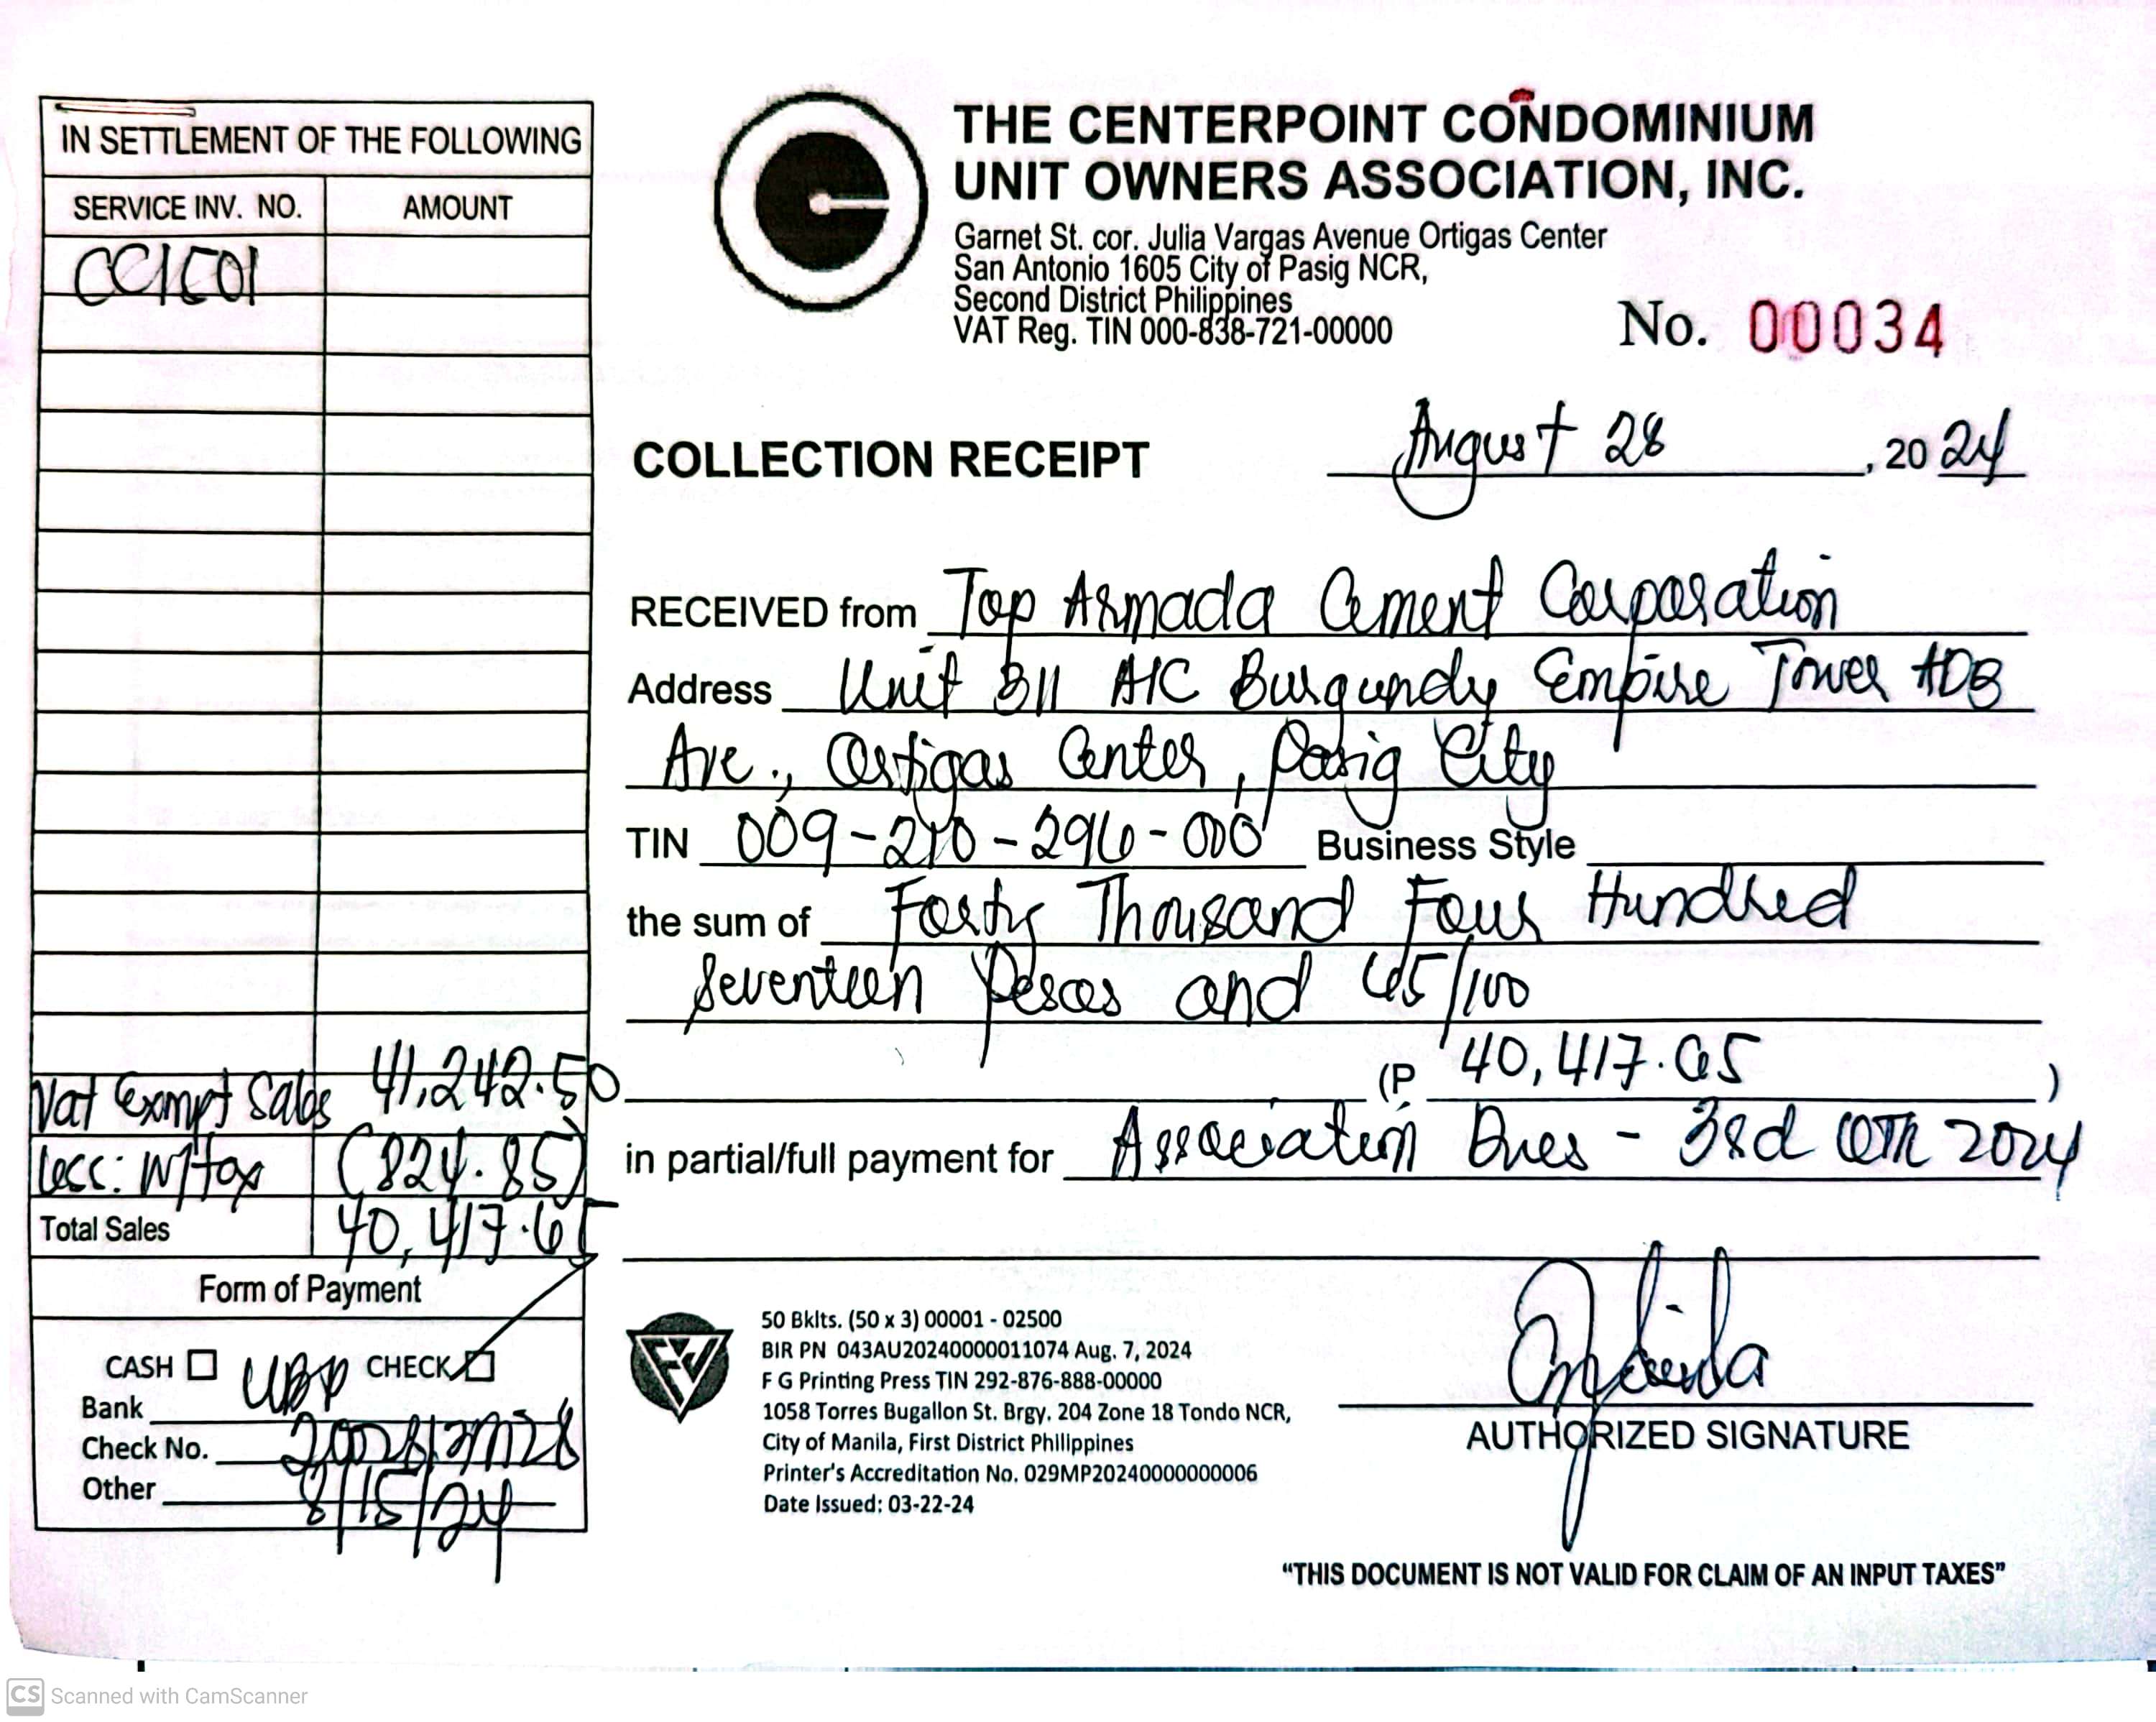 IN SETTLEMENT OF THE FOLLOWING
SERVICE INV. NO. AMOUNT
Vat Exmpt Sales 41,242.50
Less: W/tax (824.85)
Total Sales 40,417.65
Form of Payment
CASH CHECK
Bank UBP
Check No.
Other 8/15/24
THE CENTERPOINT CONDOMINIUM
UNIT OWNERS ASSOCIATION, INC.
Garnet St. cor. Julia Vargas Avenue Ortigas Center
San Antonio 1605 City of Pasig NCR,
Second District Philippines
VAT Reg. TIN 000-838-721-00000
No. 00034
COLLECTION RECEIPT August 28, 2024
RECEIVED from Top Armada Cement Corporation
Address Unit 311 AIC Burgundy Empire Tower ADB
Ave., Ortigas Center, Pasig City
TIN 009-210-296-000 Business Style
the sum of Forty Thousand Four Hundred
Seventeen Pesos and 65/100
(P 40,417.65)
in partial/full payment for Association Dues - 3rd QTR 2024
50 Bklts. (50 x 3) 00001 - 02500
BIR PN 043AU20240000011074 Aug. 7, 2024
F G Printing Press TIN 292-876-888-00000
1058 Torres Bugallon St. Brgy. 204 Zone 18 Tondo NCR,
City of Manila, First District Philippines
Printer's Accreditation No. 029MP20240000000006
Date Issued: 03-22-24
AUTHORIZED SIGNATURE
“THIS DOCUMENT IS NOT VALID FOR CLAIM OF AN INPUT TAXES”
CS Scanned with CamScanner